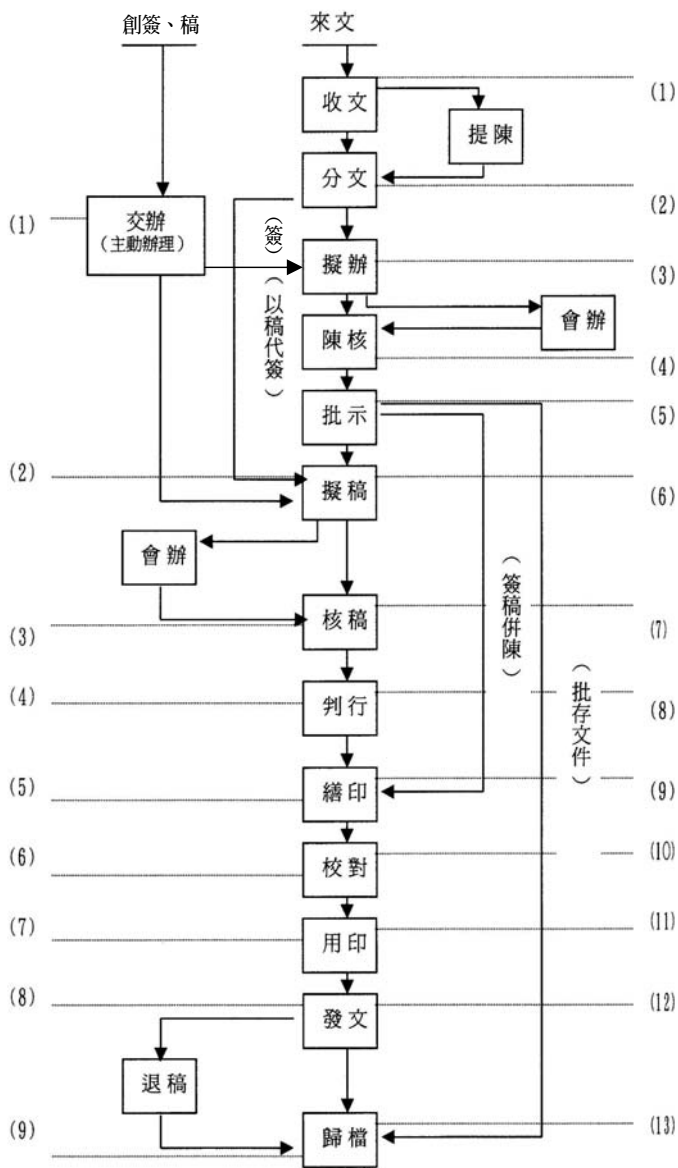 創簽、稿
來文
收文
(1)
提陳
分文
(2)
(1)
交辦
(主動辦理)
(簽)
(以稿代簽)
擬辦
(3)
會辦
陳核
(4)
批示
(5)
(2)
擬稿
(6)
會辦
(簽稿併陳)
核稿
(3)
(7)
(批存文件)
判行
(4)
(8)
繕印
(5)
(9)
校對
(6)
(10)
用印
(7)
(11)
發文
(8)
(12)
退稿
歸檔
(9)
(13)